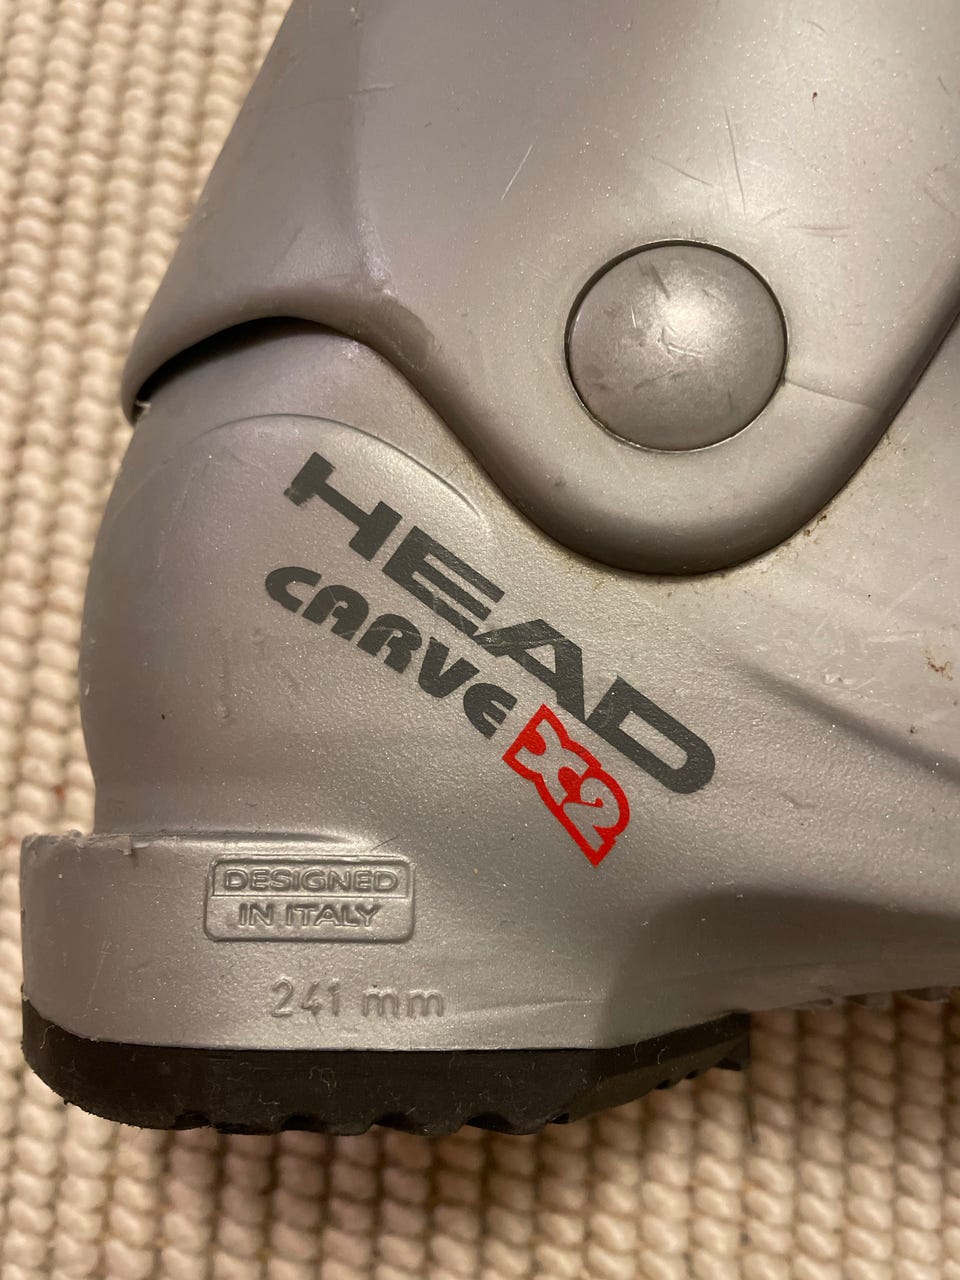 HEAD
CARVE X2
DESIGNED
IN ITALY
241 mm